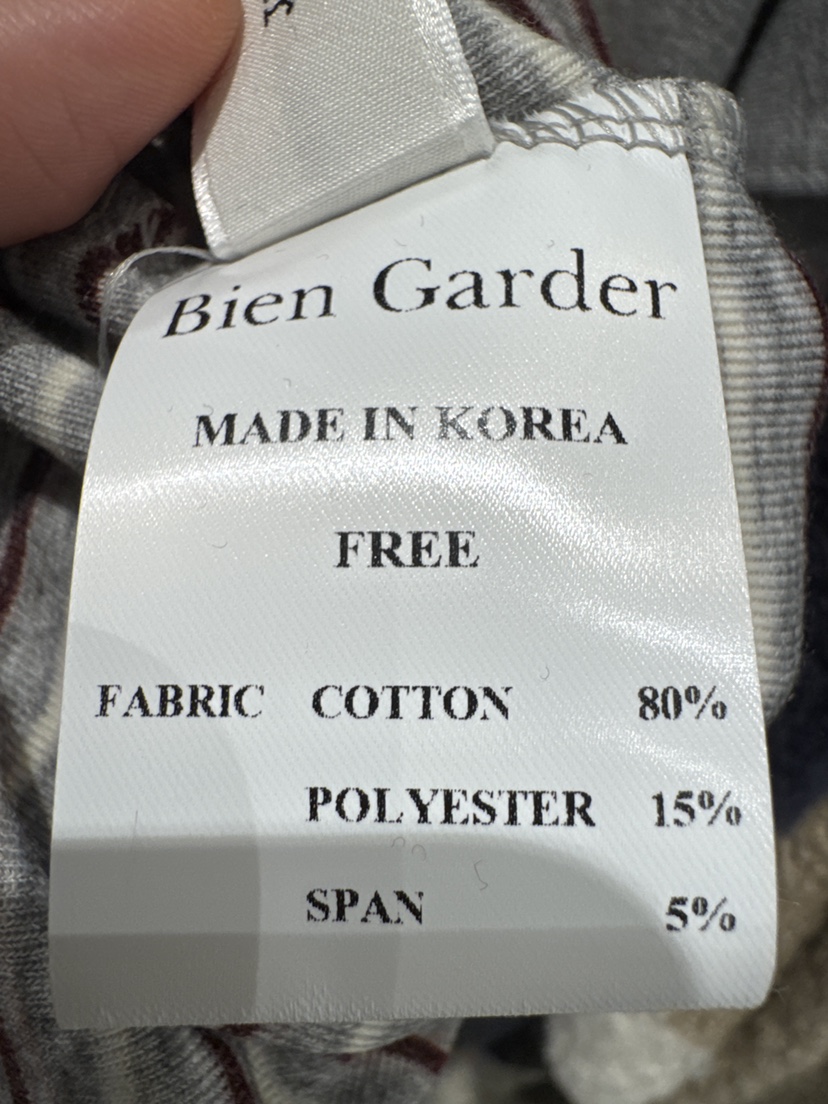 Bien Garder
MADE IN KOREA
FREE
FABRIC COTTON 80%
POLYESTER 15%
SPAN 5%